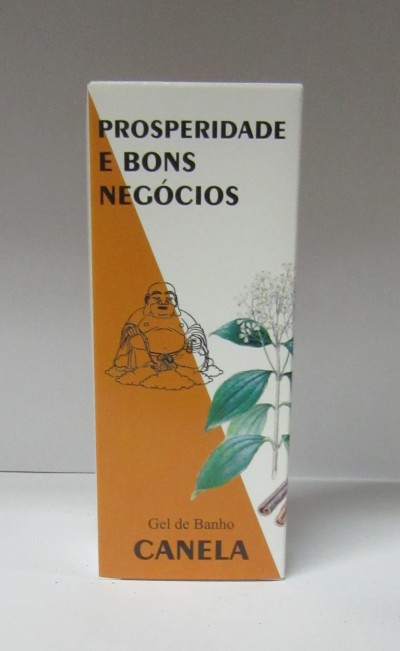 PROSPERIDADE
E BONS
NEGÓCIOS
Gel de Banho
CANELA